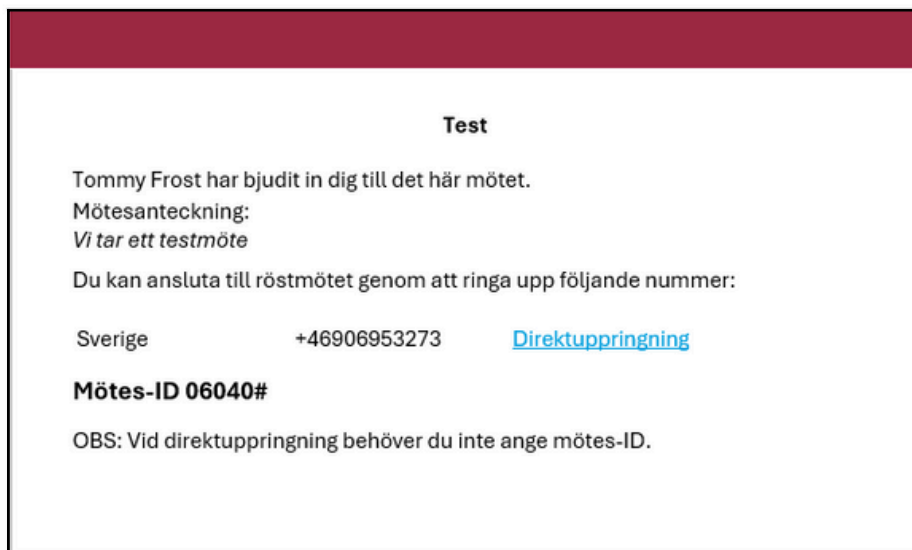 Test
Tommy Frost har bjudit in dig till det här mötet.
Mötesanteckning:
Vi tar ett testmöte
Du kan ansluta till röstmötet genom att ringa upp följande nummer:
Sverige +46906953273 Direktuppringning
Mötes-ID 06040#
OBS: Vid direktuppringning behöver du inte ange mötes-ID.